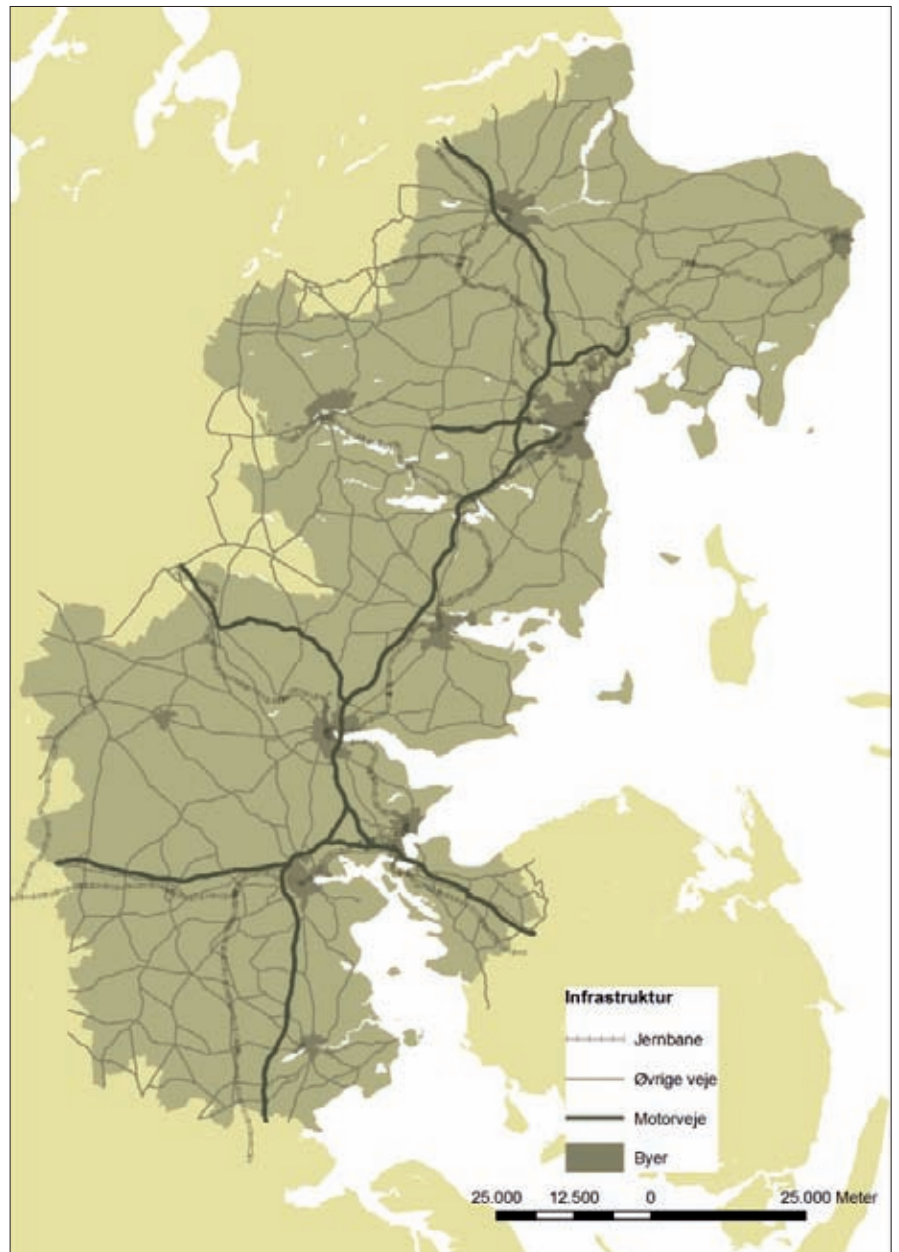 Infrastruktur
Jernbane
Øvrige veje
Motorveje
Byer
25.000 12.500 0 25.000 Meter